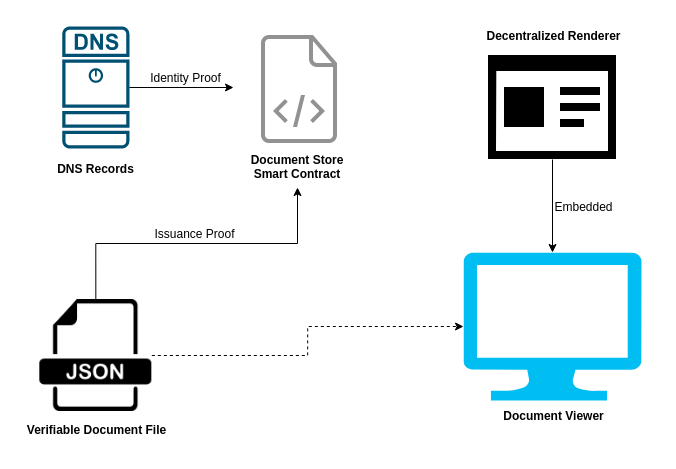 DNS
Identity Proof
DNS Records
Document Store
Smart Contract
Decentralized Renderer
Embedded
Issuance Proof
JSON
Verifiable Document File
Document Viewer